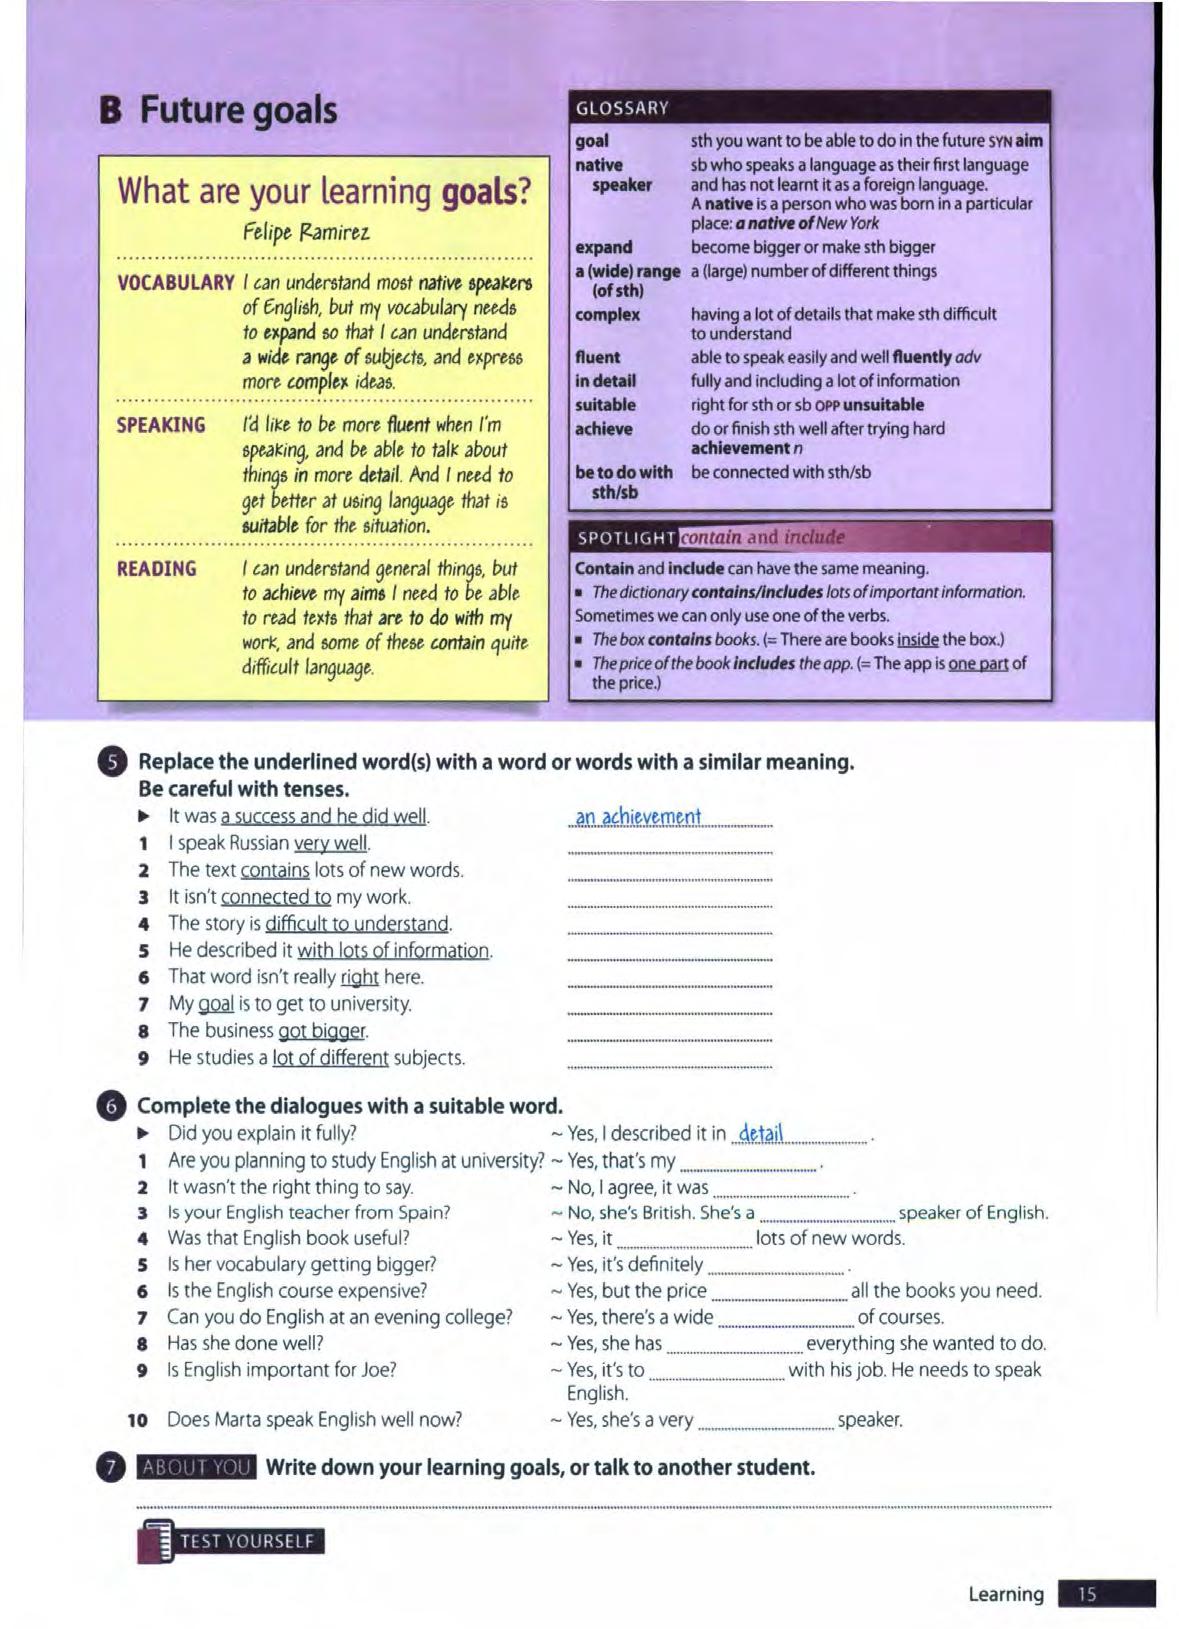 B Future goals
What are your learning goals?
Felipe Ramirez
VOCABULARY I can understand most native speakers
of English, but my vocabulary needs
to expand so that I can understand
a wide range of subjects, and express
more complex ideas.
SPEAKING I'd like to be more fluent when I'm
speaking, and be able to talk about
things in more detail. And I need to
get better at using language that is
suitable for the situation.
READING I can understand general things, but
to achieve my aims I need to be able
to read texts that are to do with my
work, and some of these contain quite
difficult language.
GLOSSARY
goal sth you want to be able to do in the future SYN aim
native sb who speaks a language as their first language
speaker and has not learnt it as a foreign language.
A native is a person who was born in a particular
place: a native of New York
expand become bigger or make sth bigger
a (wide) range a (large) number of different things
(of sth)
complex having a lot of details that make sth difficult
to understand
fluent able to speak easily and well fluently adv
in detail fully and including a lot of information
suitable right for sth or sb OPP unsuitable
achieve do or finish sth well after trying hard
achievement n
be to do with be connected with sth/sb
sth/sb
SPOTLIGHT contain and include
Contain and include can have the same meaning.
▪ The dictionary contains/includes lots of important information.
Sometimes we can only use one of the verbs.
▪ The box contains books. (= There are books inside the box.)
▪ The price of the book includes the app. (= The app is one part of
the price.)
5 Replace the underlined word(s) with a word or words with a similar meaning.
Be careful with tenses.
► It was a success and he did well. an achievement
1 I speak Russian very well.
2 The text contains lots of new words.
3 It isn't connected to my work.
4 The story is difficult to understand.
5 He described it with lots of information.
6 That word isn't really right here.
7 My goal is to get to university.
8 The business got bigger.
9 He studies a lot of different subjects.
6 Complete the dialogues with a suitable word.
► Did you explain it fully? ~ Yes, I described it in detail .
1 Are you planning to study English at university? ~ Yes, that's my .
2 It wasn't the right thing to say. ~ No, I agree, it was .
3 Is your English teacher from Spain? ~ No, she's British. She's a speaker of English.
4 Was that English book useful? ~ Yes, it lots of new words.
5 Is her vocabulary getting bigger? ~ Yes, it's definitely .
6 Is the English course expensive? ~ Yes, but the price all the books you need.
7 Can you do English at an evening college? ~ Yes, there's a wide of courses.
8 Has she done well? ~ Yes, she has everything she wanted to do.
9 Is English important for Joe? ~ Yes, it's to with his job. He needs to speak
English.
10 Does Marta speak English well now? ~ Yes, she's a very speaker.
7 ABOUT YOU Write down your learning goals, or talk to another student.
TEST YOURSELF
Learning 15